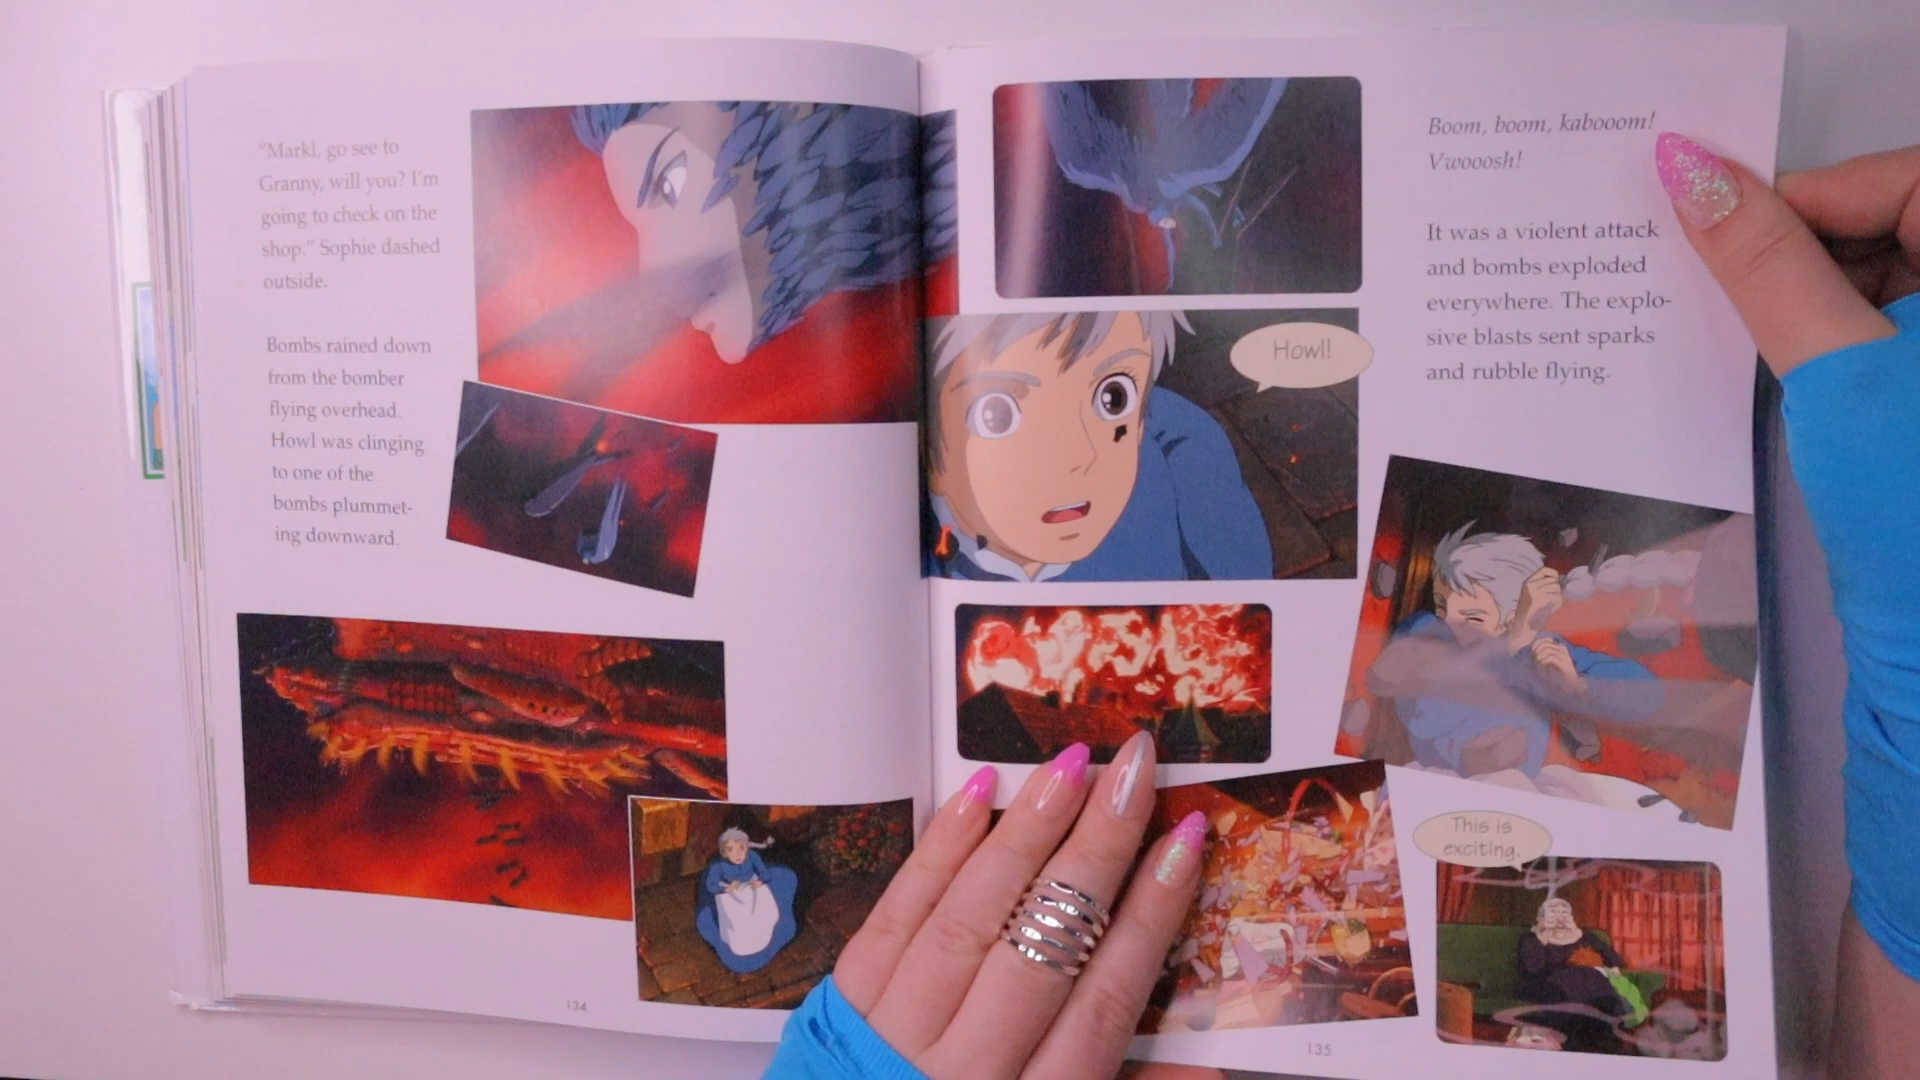 "Markl, go see to
Granny, will you? I'm
going to check on the
shop." Sophie dashed
outside.
Bombs rained down
from the bomber
flying overhead.
Howl was clinging
to one of the
bombs plummet-
ing downward.
134
Howl!
Boom, boom, kabooom!
Vwooosh!
It was a violent attack
and bombs exploded
everywhere. The explo-
sive blasts sent sparks
and rubble flying.
This is
exciting.
135